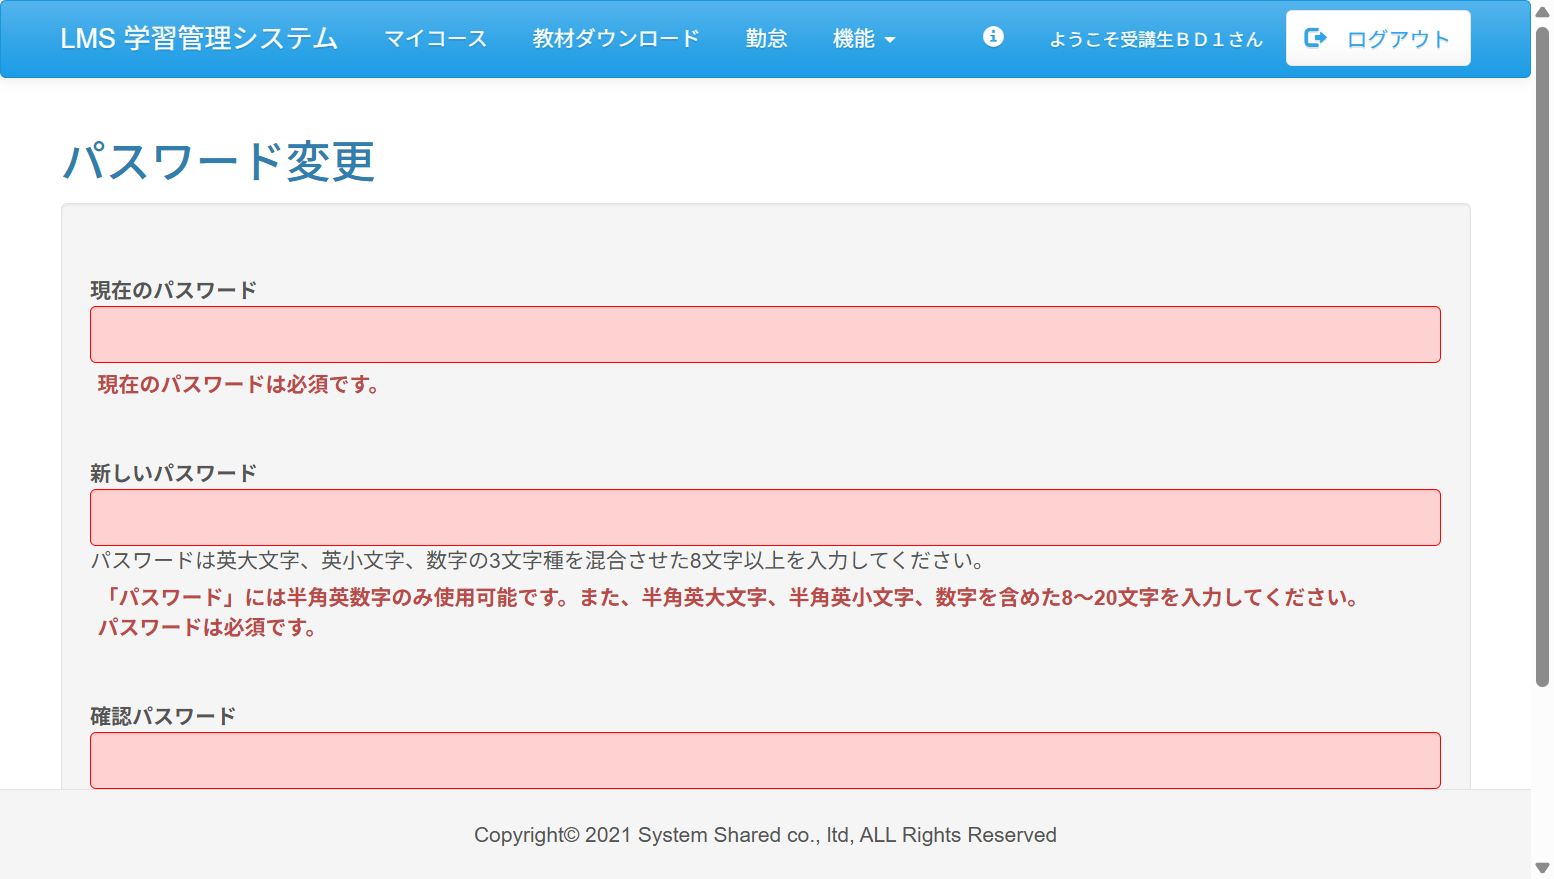 LMS 学習管理システム マイコース 教材ダウンロード 勤怠 機能 ようこそ受講生ＢＤ１さん ログアウト
パスワード変更
現在のパスワード
現在のパスワードは必須です。
新しいパスワード
パスワードは英大文字、英小文字、数字の3文字種を混合させた8文字以上を入力してください。
「パスワード」には半角英数字のみ使用可能です。また、半角英大文字、半角英小文字、数字を含めた8～20文字を入力してください。
パスワードは必須です。
確認パスワード
Copyright© 2021 System Shared co., ltd, ALL Rights Reserved